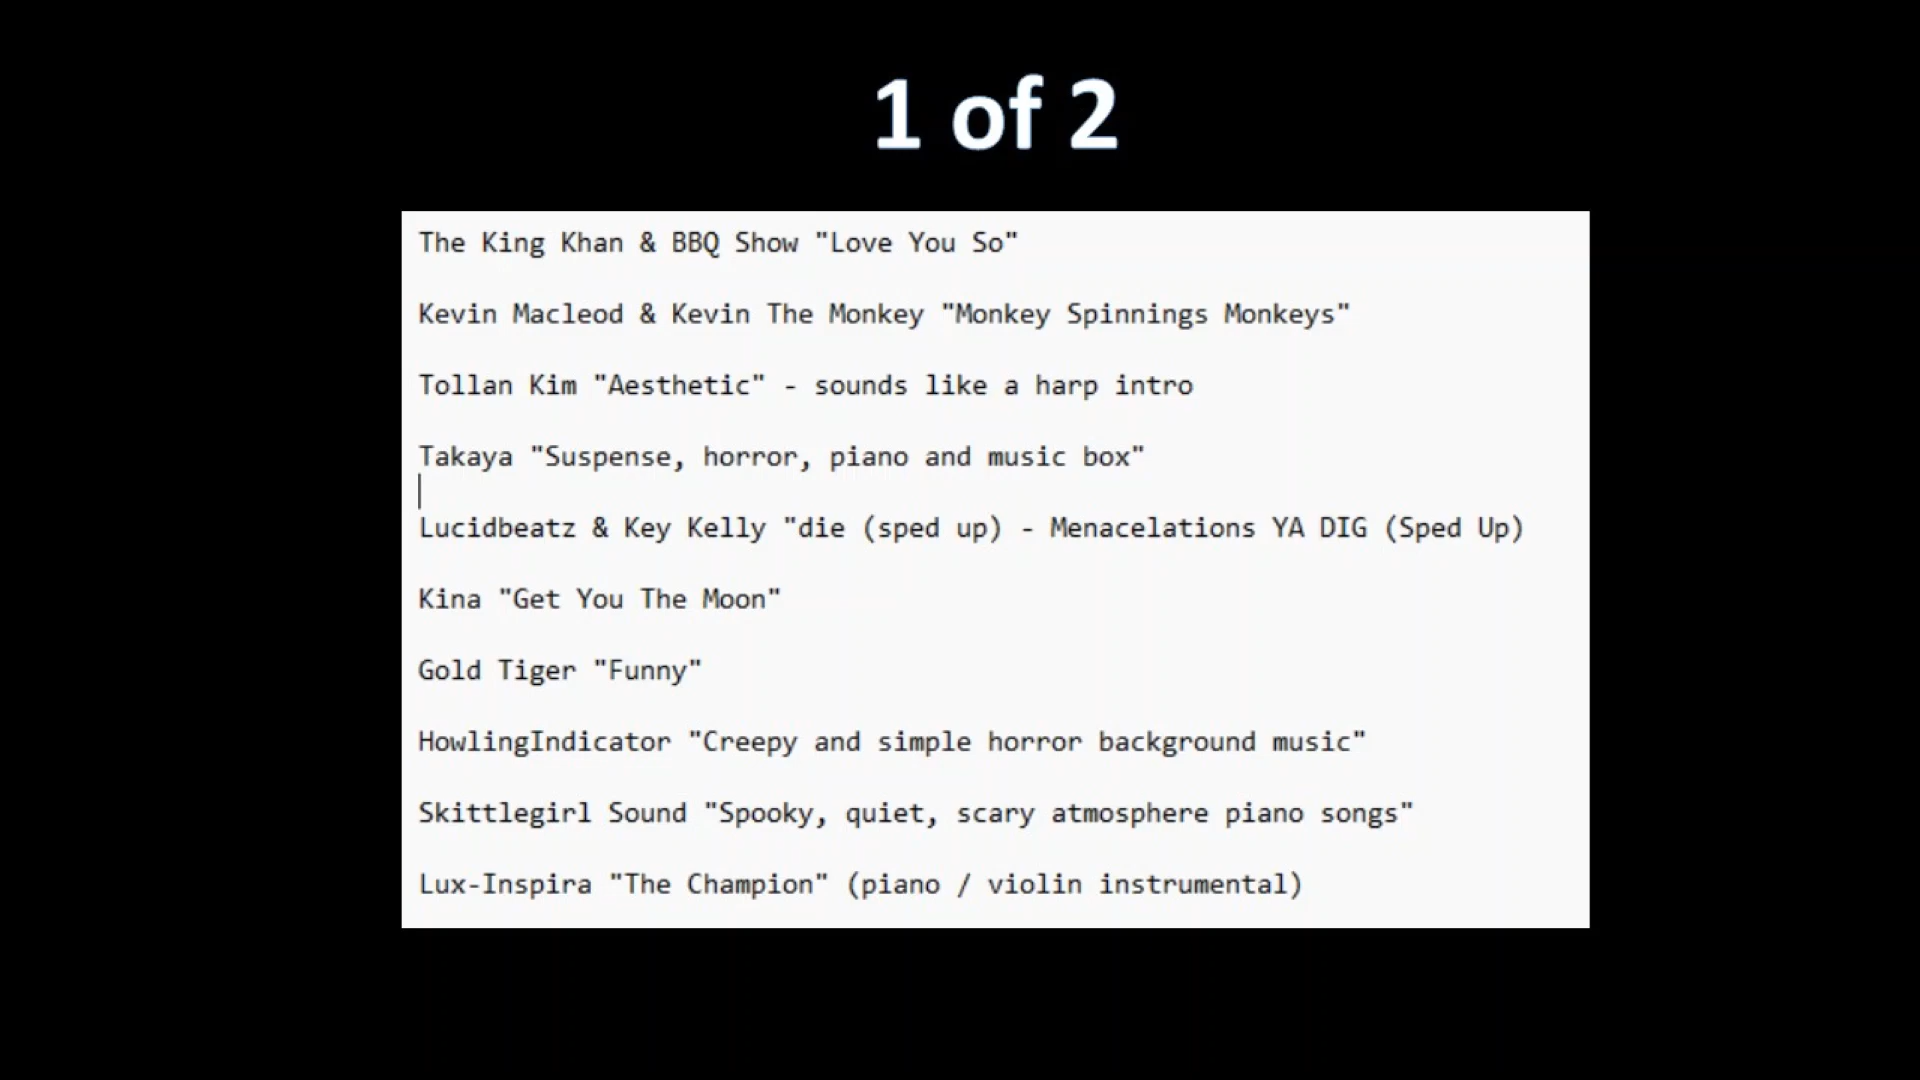 1 of 2
The King Khan & BBQ Show "Love You So"
Kevin Macleod & Kevin The Monkey "Monkey Spinnings Monkeys"
Tollan Kim "Aesthetic" - sounds like a harp intro
Takaya "Suspense, horror, piano and music box"
Lucidbeatz & Key Kelly "die (sped up) - Menacelations YA DIG (Sped Up)
Kina "Get You The Moon"
Gold Tiger "Funny"
HowlingIndicator "Creepy and simple horror background music"
Skittlegirl Sound "Spooky, quiet, scary atmosphere piano songs"
Lux-Inspira "The Champion" (piano / violin instrumental)